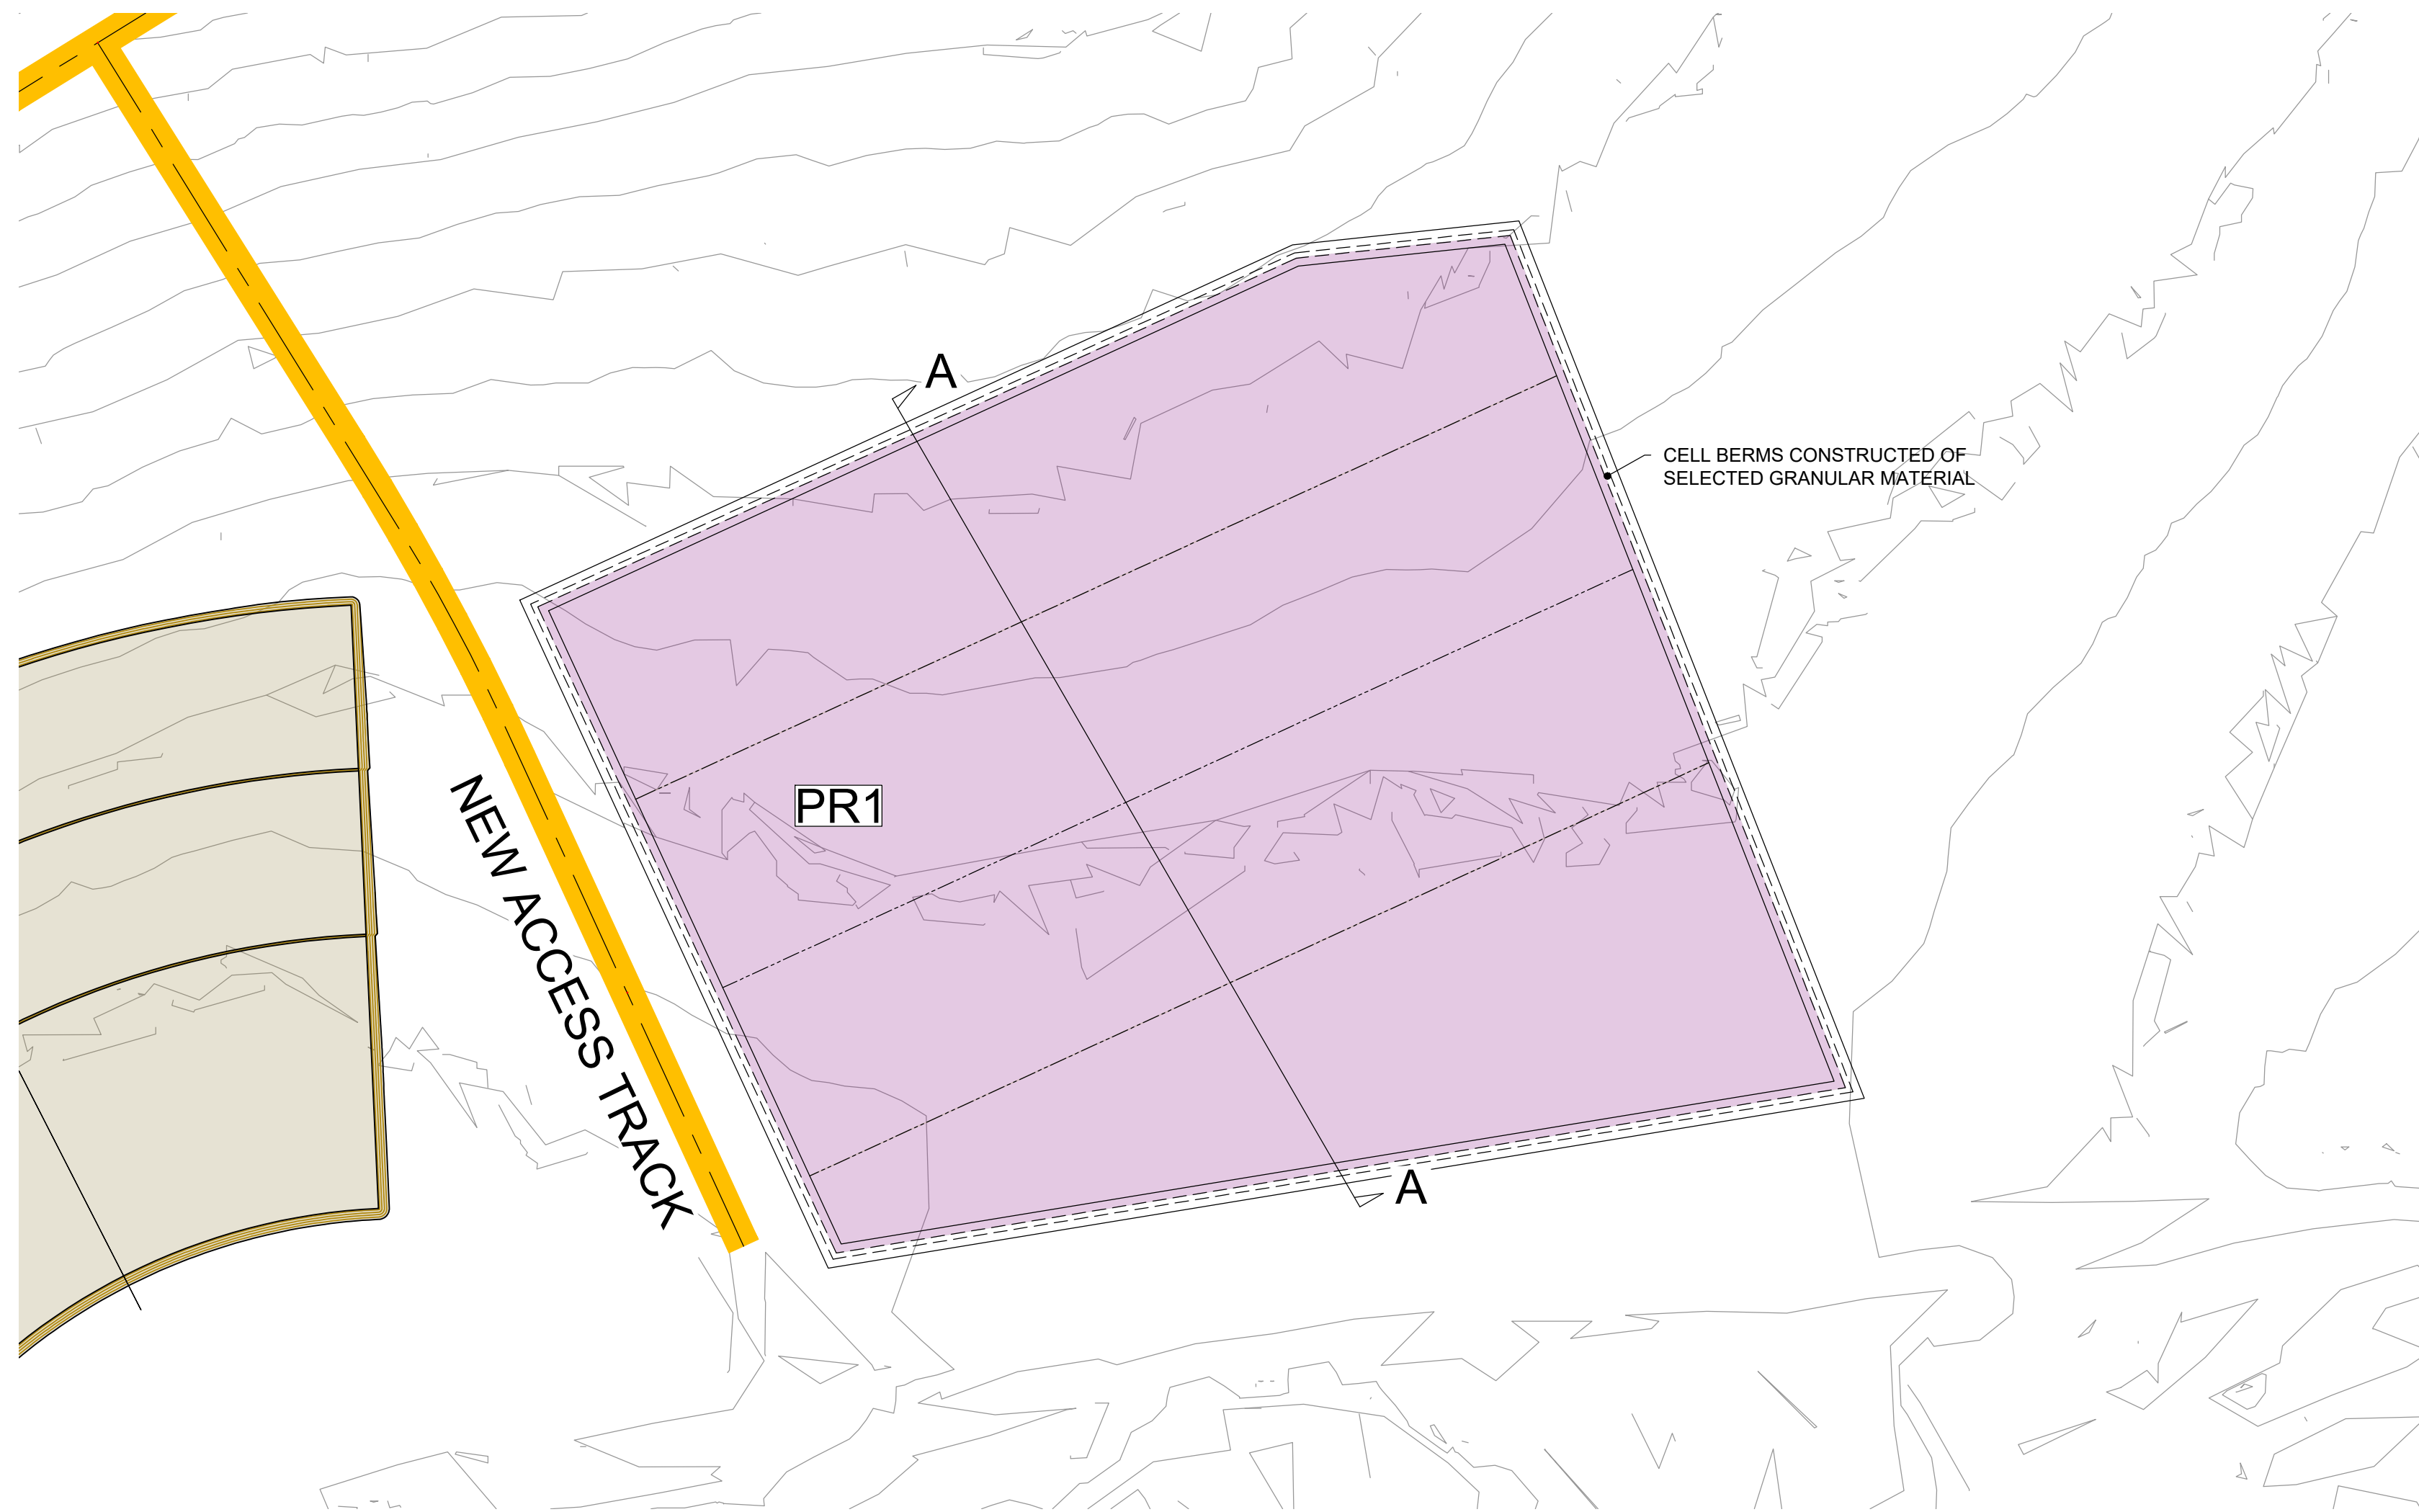 A
CELL BERMS CONSTRUCTED OF
SELECTED GRANULAR MATERIAL
PR1
NEW ACCESS TRACK
A